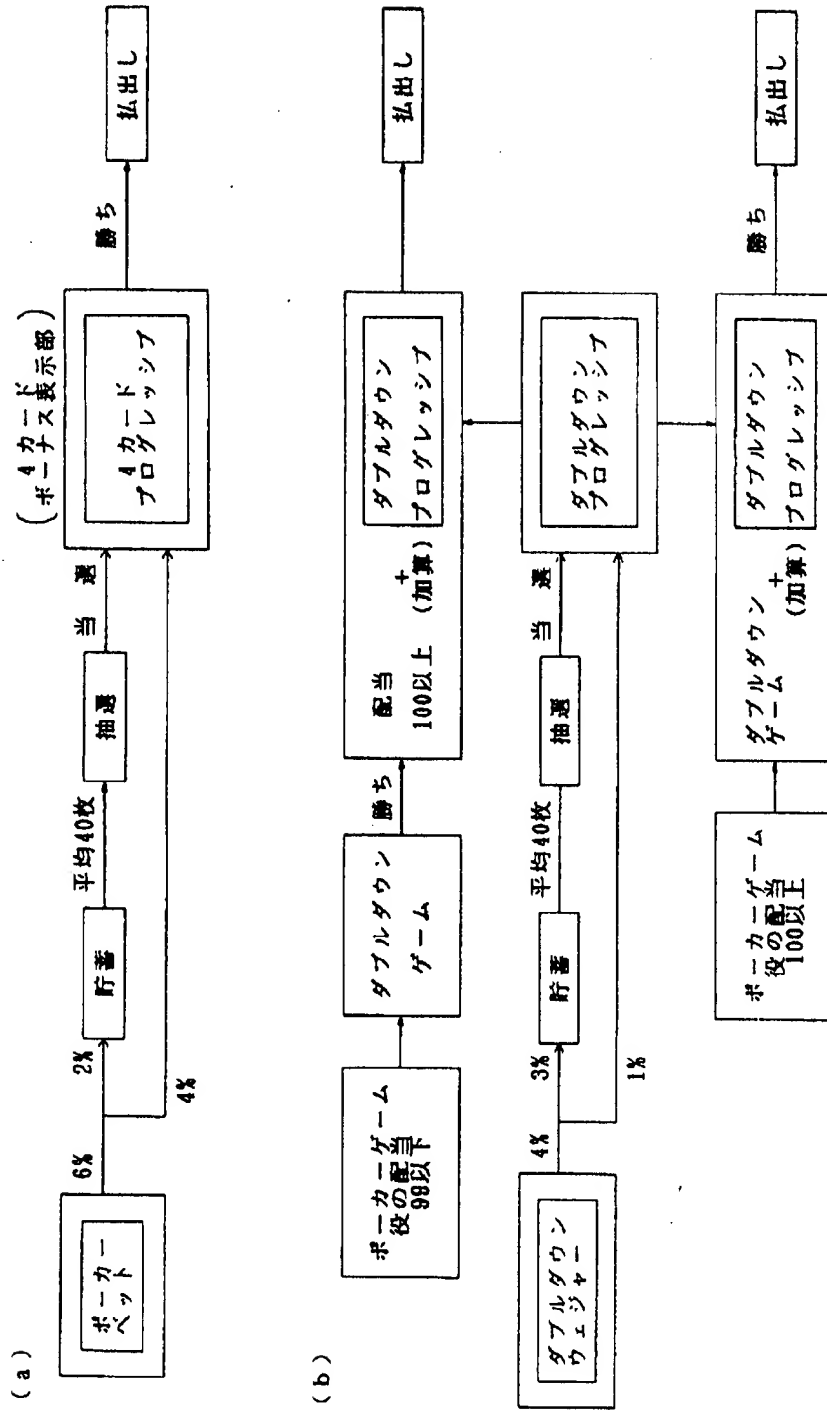 (a)
ポーカー
ベット
6%
2%
4%
貯蓄
平均40枚
抽選
当選
(4カード
ボーナス表示部)
4カード
プログレッシブ
勝ち
払出し
(b)
ポーカーゲーム
役の配当
99以下
ダブルダウン
ゲーム
勝ち
配当
100以上
+
(加算)
ダブルダウン
プログレッシブ
払出し
ダブルダウン
ウェジャー
4%
3%
1%
貯蓄
平均40枚
抽選
当選
ダブルダウン
プログレッシブ
ポーカーゲーム
役の配当
100以上
ダブルダウン
ゲーム
+
(加算)
ダブルダウン
プログレッシブ
勝ち
払出し